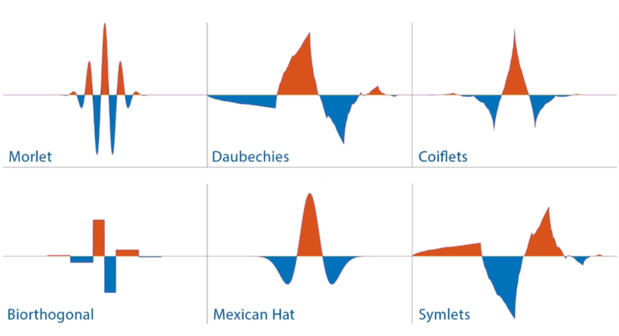 Morlet
Daubechies
Coiflets
Biorthogonal
Mexican Hat
Symlets